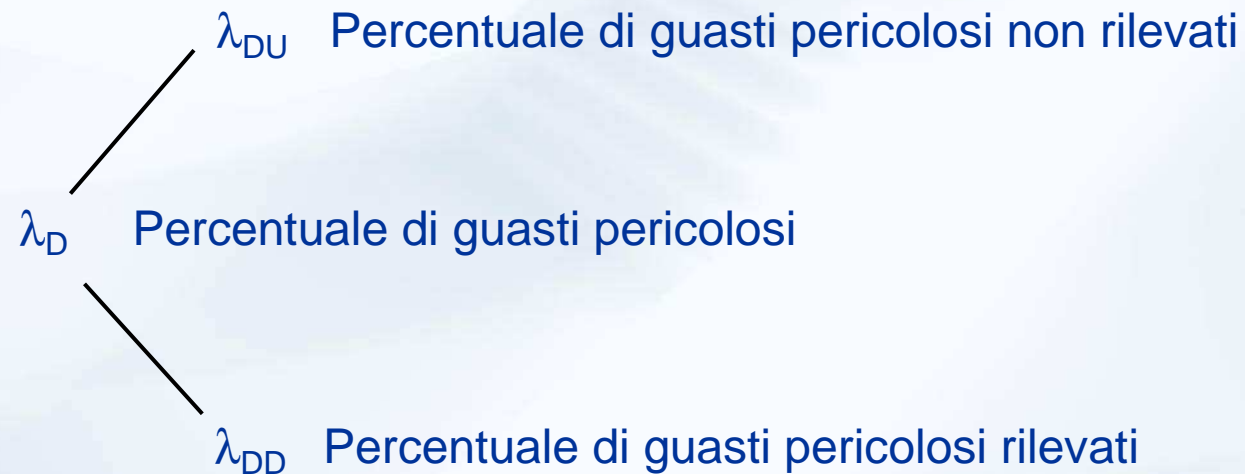 λDU Percentuale di guasti pericolosi non rilevati
λD Percentuale di guasti pericolosi
λDD Percentuale di guasti pericolosi rilevati